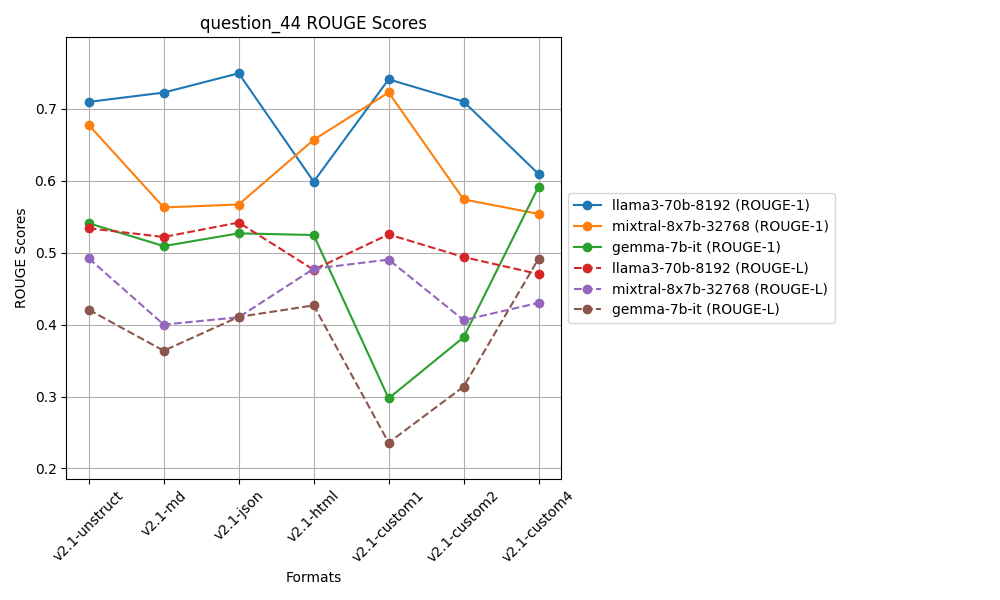 question_44 ROUGE Scores
ROUGE Scores
0.7
0.6
0.5
0.4
0.3
0.2
v2.1-unstruct
v2.1-md
v2.1-json
v2.1-html
v2.1-custom1
v2.1-custom2
v2.1-custom4
Formats
llama3-70b-8192 (ROUGE-1)
mixtral-8x7b-32768 (ROUGE-1)
gemma-7b-it (ROUGE-1)
llama3-70b-8192 (ROUGE-L)
mixtral-8x7b-32768 (ROUGE-L)
gemma-7b-it (ROUGE-L)